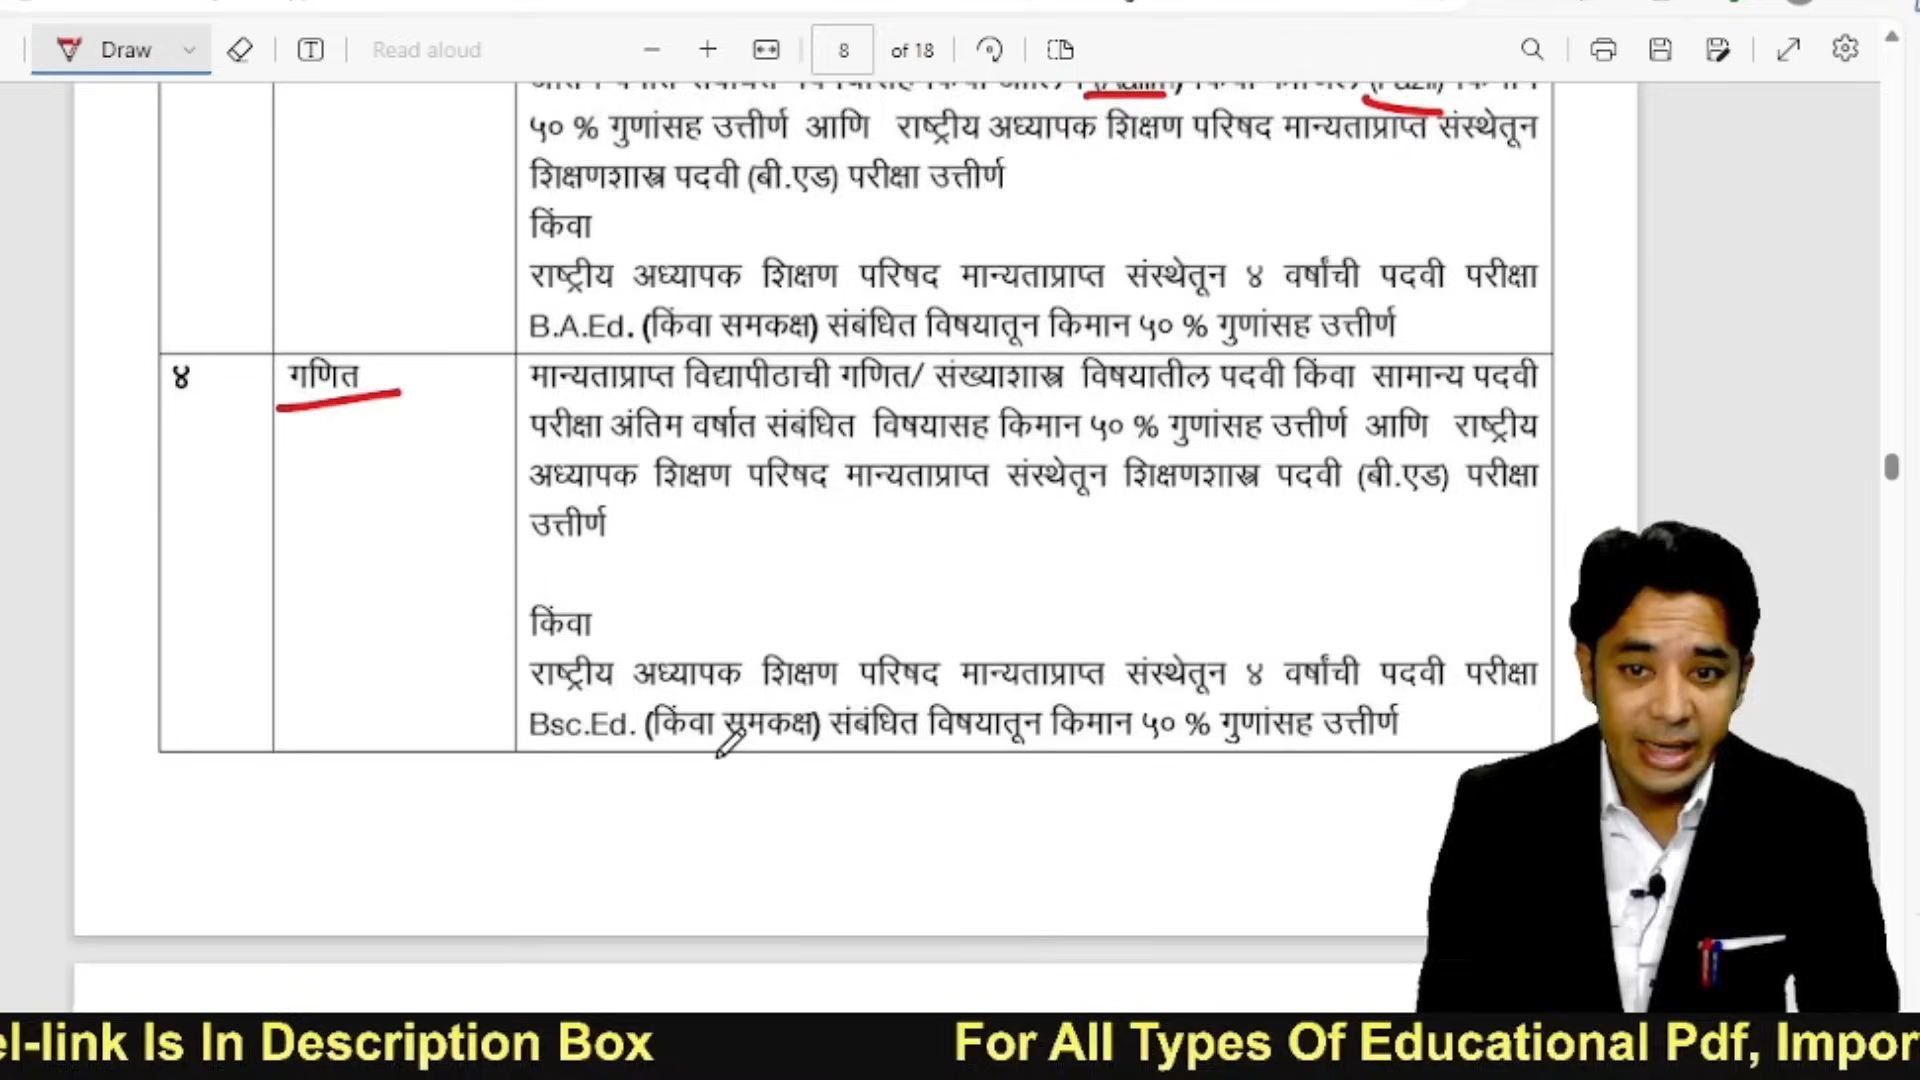 Draw
Read aloud
8 of 18
५० % गुणांसह उत्तीर्ण आणि राष्ट्रीय अध्यापक शिक्षण परिषद मान्यताप्राप्त संस्थेतून
शिक्षणशास्त्र पदवी (बी.एड) परीक्षा उत्तीर्ण
किंवा
राष्ट्रीय अध्यापक शिक्षण परिषद मान्यताप्राप्त संस्थेतून ४ वर्षांची पदवी परीक्षा
B.A.Ed. (किंवा समकक्ष) संबंधित विषयातून किमान ५० % गुणांसह उत्तीर्ण
४ गणित
मान्यताप्राप्त विद्यापीठाची गणित/ संख्याशास्त्र विषयातील पदवी किंवा सामान्य पदवी
परीक्षा अंतिम वर्षात संबंधित विषयासह किमान ५० % गुणांसह उत्तीर्ण आणि राष्ट्रीय
अध्यापक शिक्षण परिषद मान्यताप्राप्त संस्थेतून शिक्षणशास्त्र पदवी (बी.एड) परीक्षा
उत्तीर्ण
किंवा
राष्ट्रीय अध्यापक शिक्षण परिषद मान्यताप्राप्त संस्थेतून ४ वर्षांची पदवी परीक्षा
Bsc.Ed. (किंवा समकक्ष) संबंधित विषयातून किमान ५० % गुणांसह उत्तीर्ण
el-link Is In Description Box For All Types Of Educational Pdf, Impor